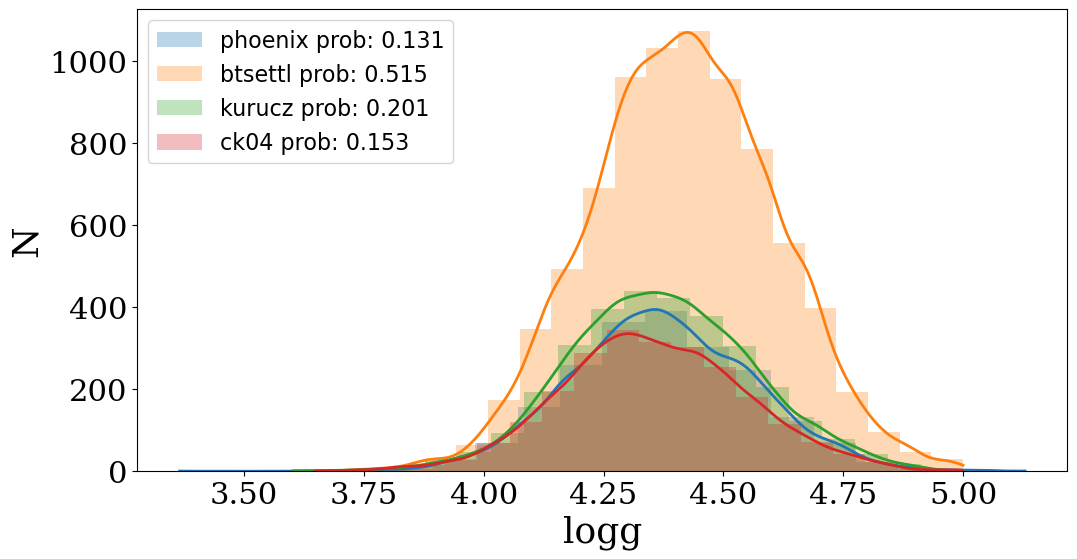 phoenix prob: 0.131
btsettl prob: 0.515
kurucz prob: 0.201
ck04 prob: 0.153
1000
800
600
400
200
0
N
3.50 3.75 4.00 4.25 4.50 4.75 5.00
logg